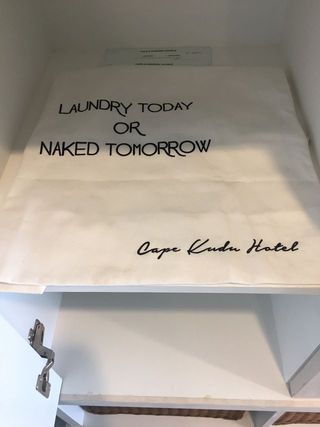 LAUNDRY TODAY
OR
NAKED TOMORROW
Cape Kudu Hotel